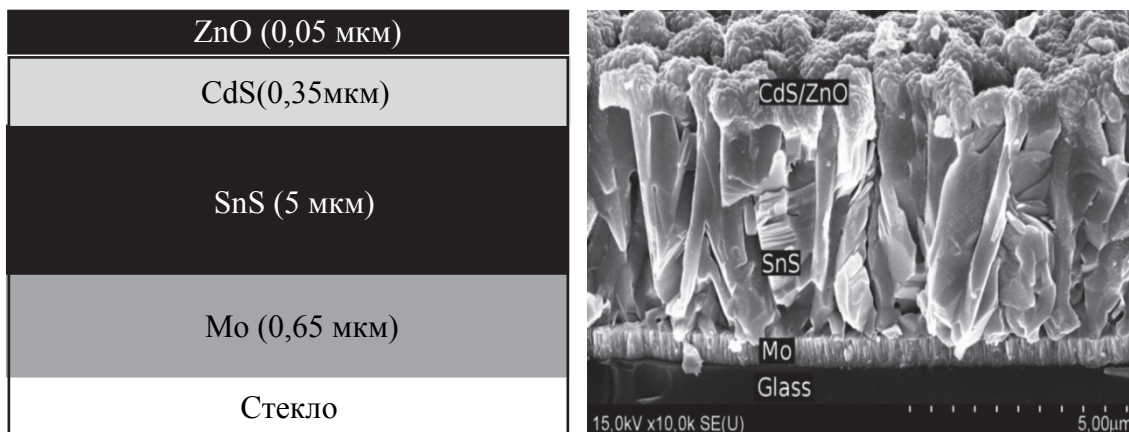 ZnO (0,05 мкм)
CdS(0,35мкм)
SnS (5 мкм)
Mo (0,65 мкм)
Стекло
CdS/ZnO
SnS
Mo
Glass
15,0kV x10,0k SE(U) 5,00µm